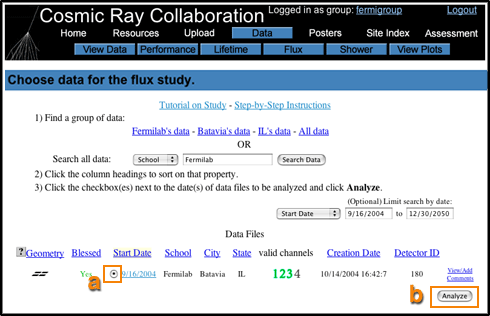 Cosmic Ray Collaboration Logged in as group: fermigroup Logout
Home Resources Upload Data Posters Site Index Assessment
View Data Performance Lifetime Flux Shower View Plots
Choose data for the flux study.
Tutorial on Study - Step-by-Step Instructions
1) Find a group of data:
Fermilab's data - Batavia's data - IL's data - All data
OR
Search all data: School Fermilab Search Data
2) Click the column headings to sort on that property.
3) Click the checkbox(es) next to the date(s) of data files to be analyzed and click Analyze.
(Optional) Limit search by date:
Start Date 9/16/2004 to 12/30/2050
Data Files
? Geometry Blessed Start Date School City State valid channels Creation Date Detector ID
Yes 9/16/2004 Fermilab Batavia IL 1234 10/14/2004 16:42:7 180 View/Add Comments
a
b Analyze